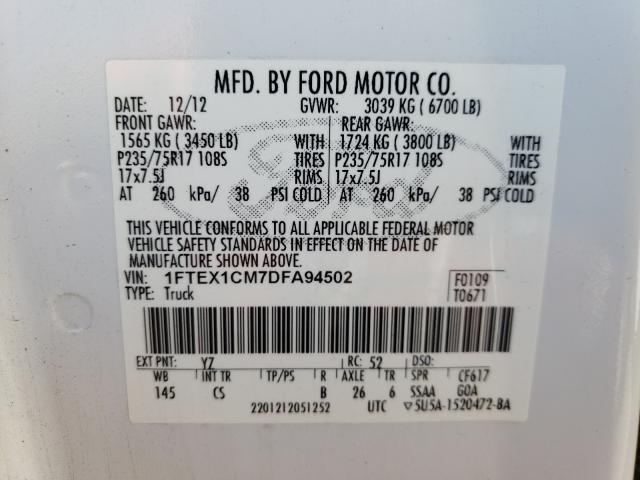 MFD. BY FORD MOTOR CO.
DATE: 12/12 GVWR: 3039 KG ( 6700 LB)
FRONT GAWR: REAR GAWR:
1565 KG ( 3450 LB) WITH 1724 KG ( 3800 LB) WITH
P235/75R17 108S TIRES P235/75R17 108S TIRES
17x7.5J RIMS 17x7.5J RIMS
AT 260 kPa/ 38 PSI COLD AT 260 kPa/ 38 PSI COLD
THIS VEHICLE CONFORMS TO ALL APPLICABLE FEDERAL MOTOR
VEHICLE SAFETY STANDARDS IN EFFECT ON THE DATE OF
MANUFACTURE SHOWN ABOVE.
VIN: 1FTEX1CM7DFA94502 F0109
TYPE: Truck T0671
EXT PNT: YZ RC: 52 DSO:
WB INT TR TP/PS R AXLE TR SPR CF617
145 CS B 26 6 SSAA GOA
2201212051252 UTC ▽5U5A-1520472-BA